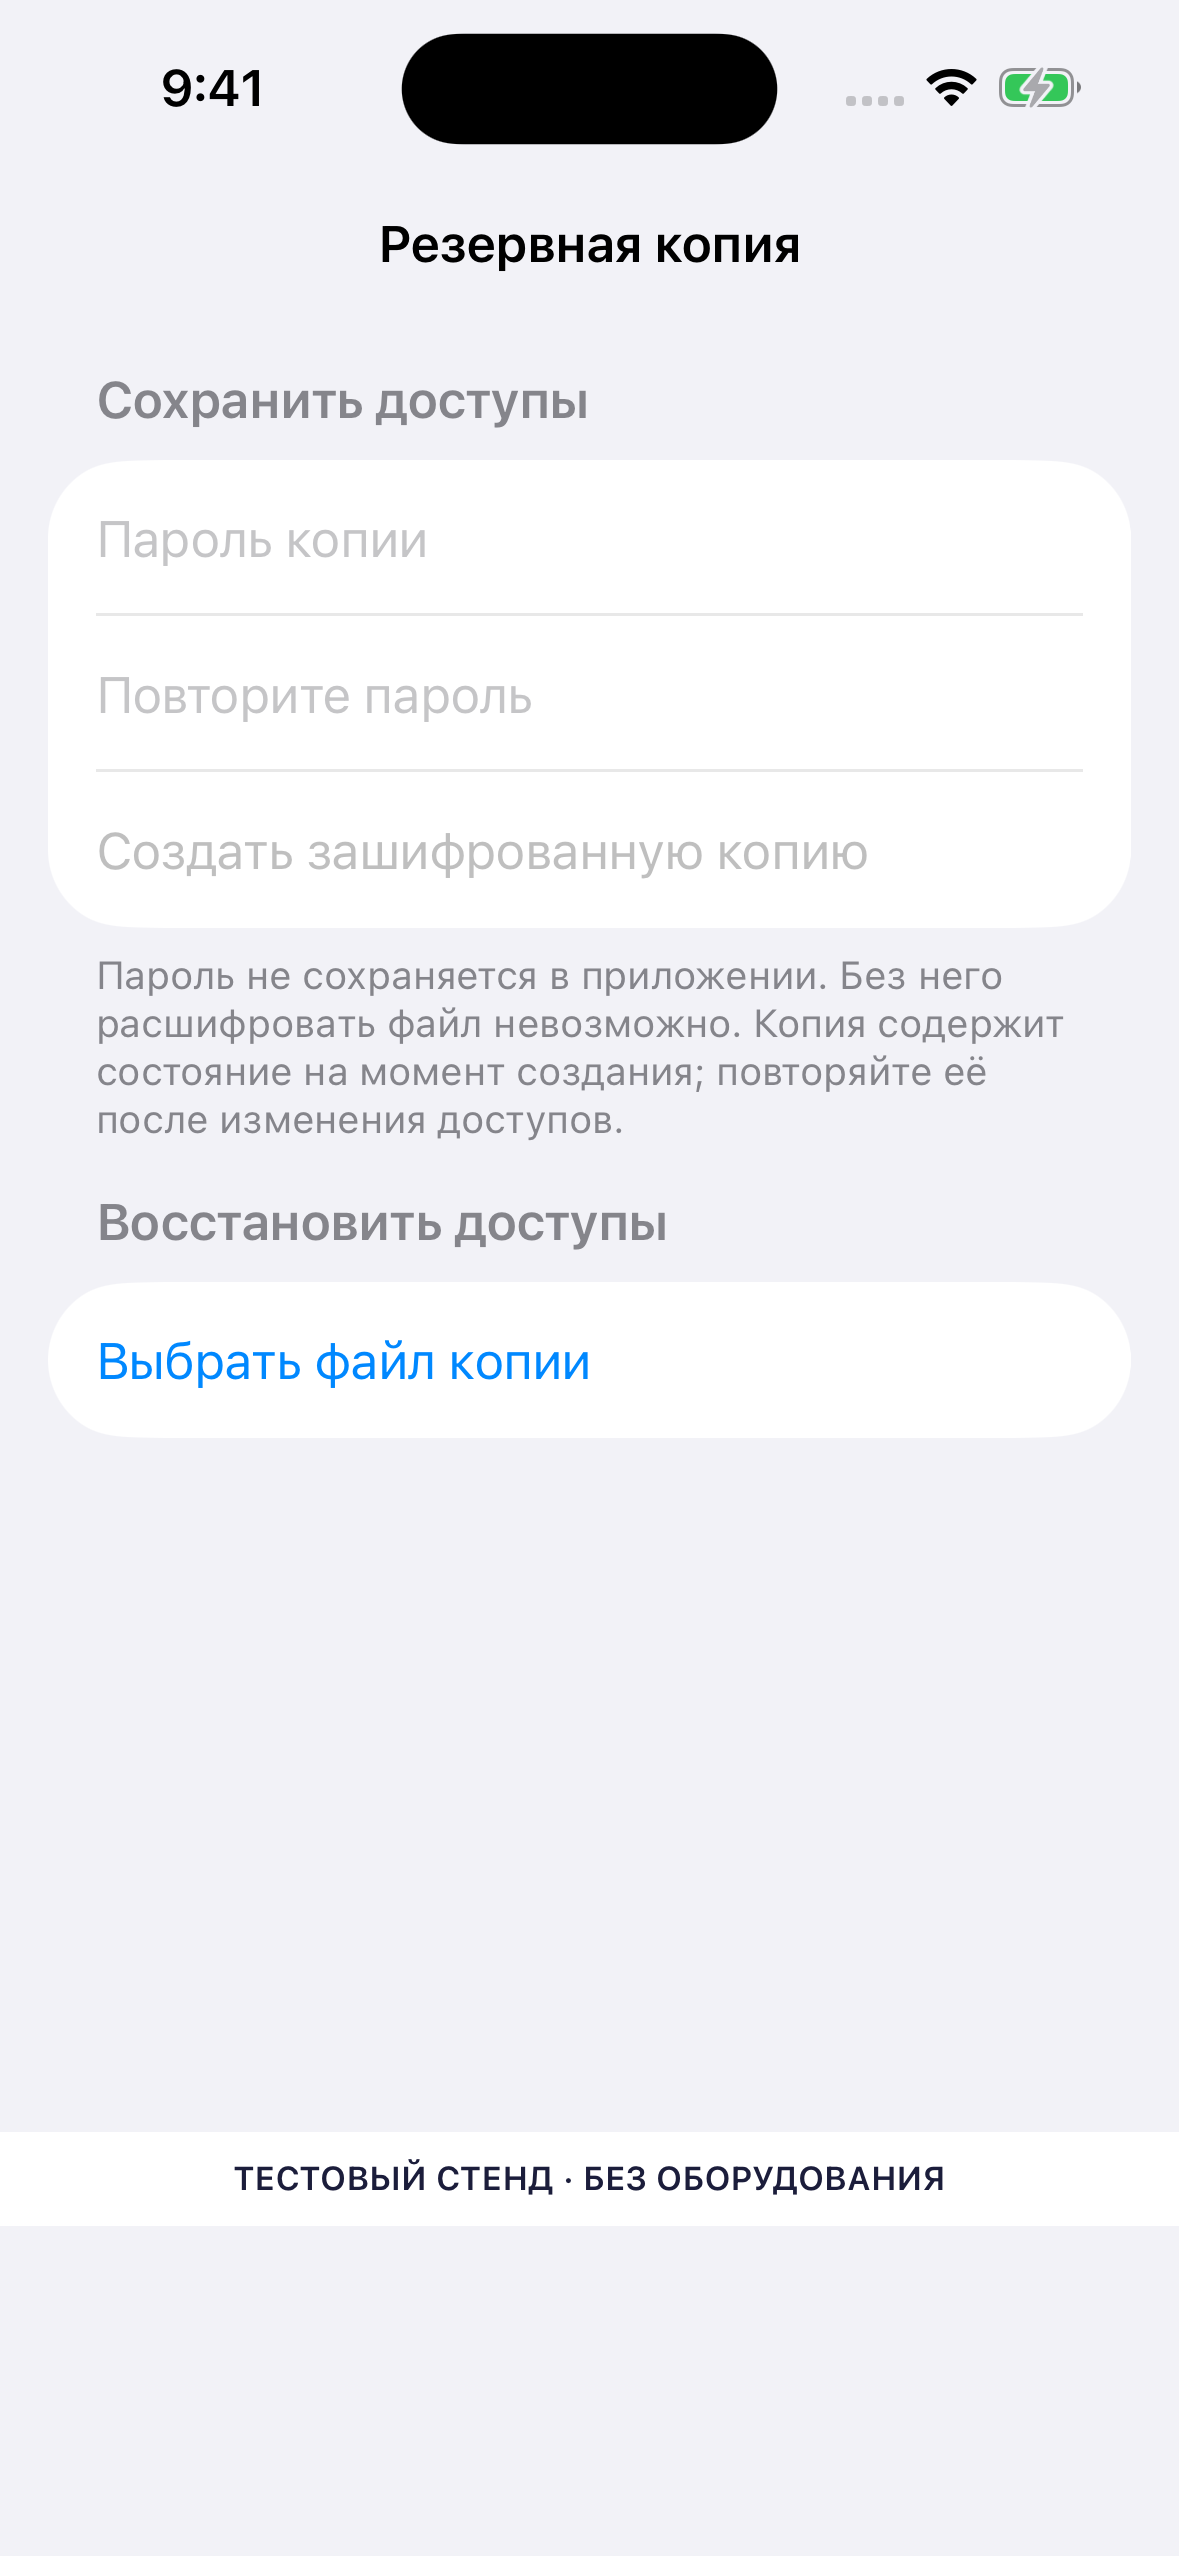 9:41
Резервная копия
Сохранить доступы
Пароль копии
Повторите пароль
Создать зашифрованную копию
Пароль не сохраняется в приложении. Без него
расшифровать файл невозможно. Копия содержит
состояние на момент создания; повторяйте её
после изменения доступов.
Восстановить доступы
Выбрать файл копии
ТЕСТОВЫЙ СТЕНД · БЕЗ ОБОРУДОВАНИЯ